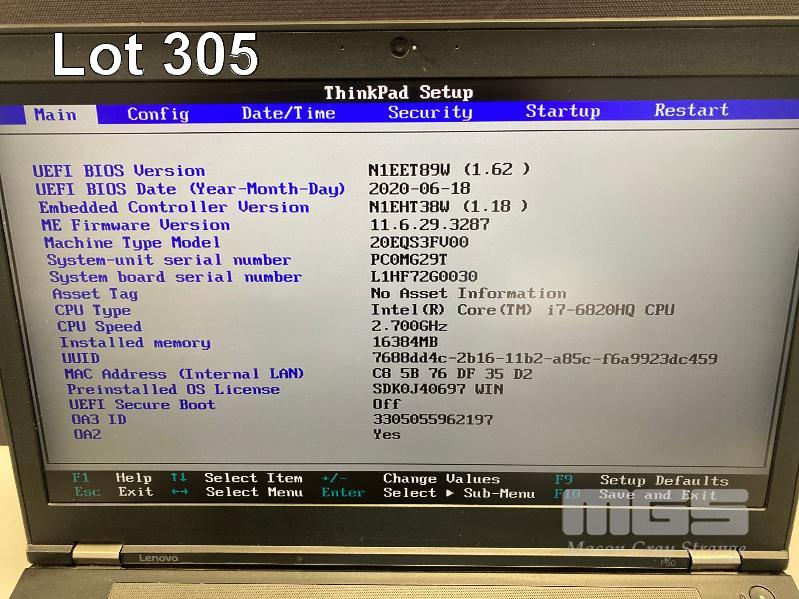 Lot 305
ThinkPad Setup
Main Config Date/Time Security Startup Restart
UEFI BIOS Version N1EET89W (1.62 )
UEFI BIOS Date (Year-Month-Day) 2020-06-18
Embedded Controller Version N1EHT38W (1.18 )
ME Firmware Version 11.6.29.3287
Machine Type Model 20EQS3FV00
System-unit serial number PC0MG29T
System board serial number L1HF72G0030
Asset Tag No Asset Information
CPU Type Intel(R) Core(TM) i7-6820HQ CPU
CPU Speed 2.700GHz
Installed memory 16384MB
UUID 7688dd4c-2b16-11b2-a85c-f6a9923dc459
MAC Address (Internal LAN) C8 5B 76 DF 35 D2
Preinstalled OS License SDK0J40697 WIN
UEFI Secure Boot Off
OA3 ID 3305055962197
OA2 Yes
F1 Help ↑↓ Select Item +/- Change Values F9 Setup Defaults
Esc Exit ←→ Select Menu Enter Select ▶ Sub-Menu F10 Save and Exit
MGS
Macon Gray Strange
Lenovo
P50